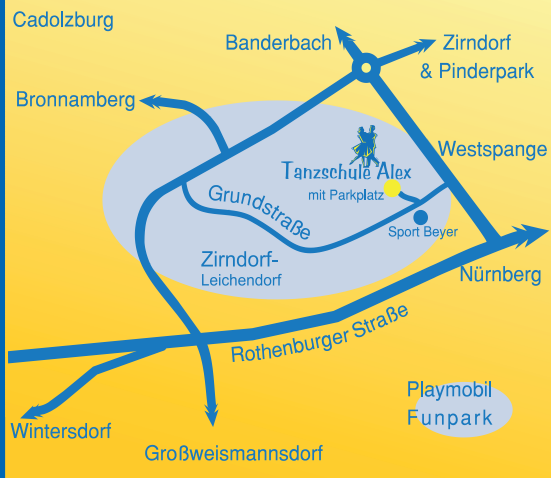 Cadolzburg
Banderbach
Zirndorf
& Pinderpark
Bronnamberg
Westspange
Tanzschule Alex
mit Parkplatz
Grundstraße
Sport Beyer
Zirndorf-
Leichendorf
Nürnberg
Rothenburger Straße
Playmobil
Funpark
Wintersdorf
Großweismannsdorf